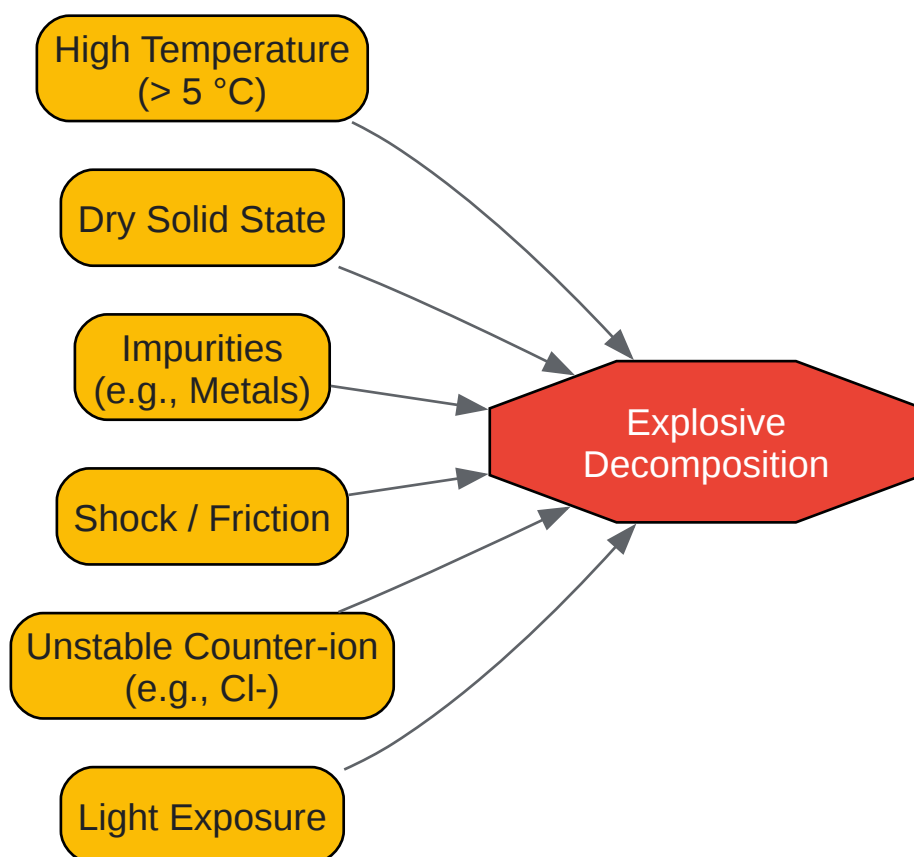 High Temperature
(> 5 °C)
Dry Solid State
Impurities
(e.g., Metals)
Explosive
Decomposition
Shock / Friction
Unstable Counter-ion
(e.g., Cl-)
Light Exposure